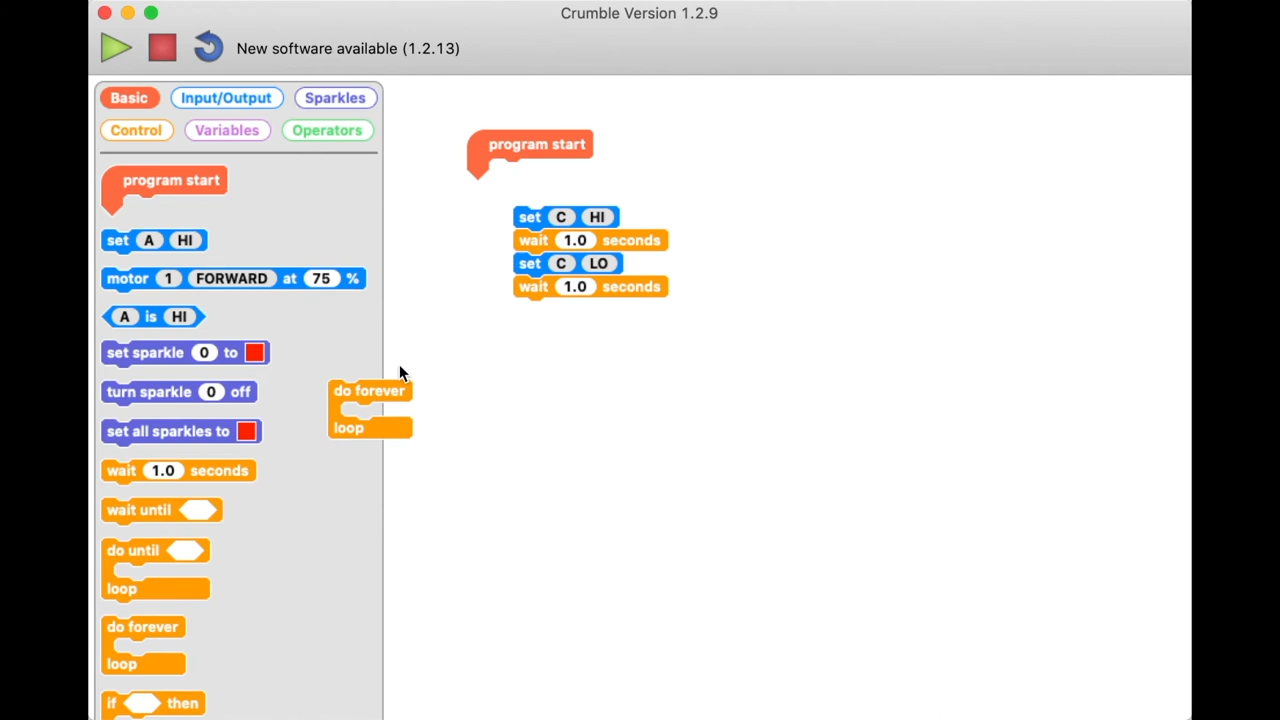 Crumble Version 1.2.9
New software available (1.2.13)
Basic Input/Output Sparkles
Control Variables Operators
program start
set A HI
motor 1 FORWARD at 75 %
A is HI
set sparkle 0 to
turn sparkle 0 off
set all sparkles to
wait 1.0 seconds
wait until
do until
loop
do forever
loop
if then
do forever
loop
program start
set C HI
wait 1.0 seconds
set C LO
wait 1.0 seconds